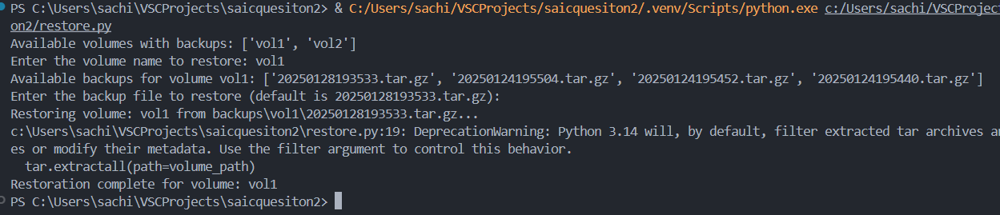 PS C:\Users\sachi\VSCProjects\saicquesiton2> & C:/Users/sachi/VSCProjects/saicquesiton2/.venv/Scripts/python.exe c:/Users/sachi/VSCProject
on2/restore.py
Available volumes with backups: ['vol1', 'vol2']
Enter the volume name to restore: vol1
Available backups for volume vol1: ['20250128193533.tar.gz', '20250124195504.tar.gz', '20250124195452.tar.gz', '20250124195440.tar.gz']
Enter the backup file to restore (default is 20250128193533.tar.gz):
Restoring volume: vol1 from backups\vol1\20250128193533.tar.gz...
c:\Users\sachi\VSCProjects\saicquesiton2\restore.py:19: DeprecationWarning: Python 3.14 will, by default, filter extracted tar archives an
es or modify their metadata. Use the filter argument to control this behavior.
tar.extractall(path=volume_path)
Restoration complete for volume: vol1
PS C:\Users\sachi\VSCProjects\saicquesiton2>